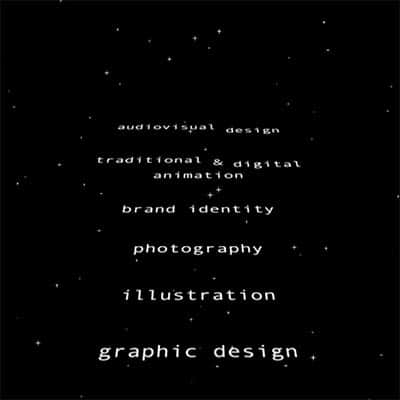 audiovisual design
traditional & digital
animation
brand identity
photography
illustration
graphic design